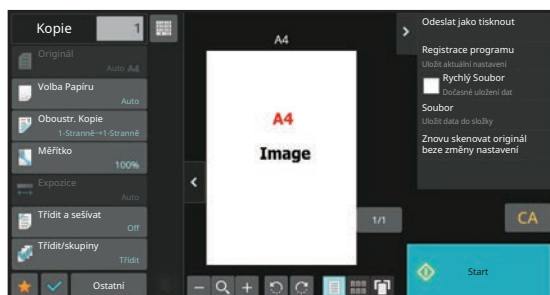 Kopie
1
Originál
Auto A4
Volba Papíru
Auto
Oboustr. Kopie
1-Stranně→1-Stranně
Měřítko
100%
Expozice
Auto
Třídit a sešívat
Off
Třídit/skupiny
Třídit
Ostatní
A4
A4
Image
1/1
Odeslat jako tisknout
Registrace programu
Uložit aktuální nastavení
Rychlý Soubor
Dočasné uložení dat
Soubor
Uložit data do složky
Znovu skenovat originál
beze změny nastavení
CA
Start